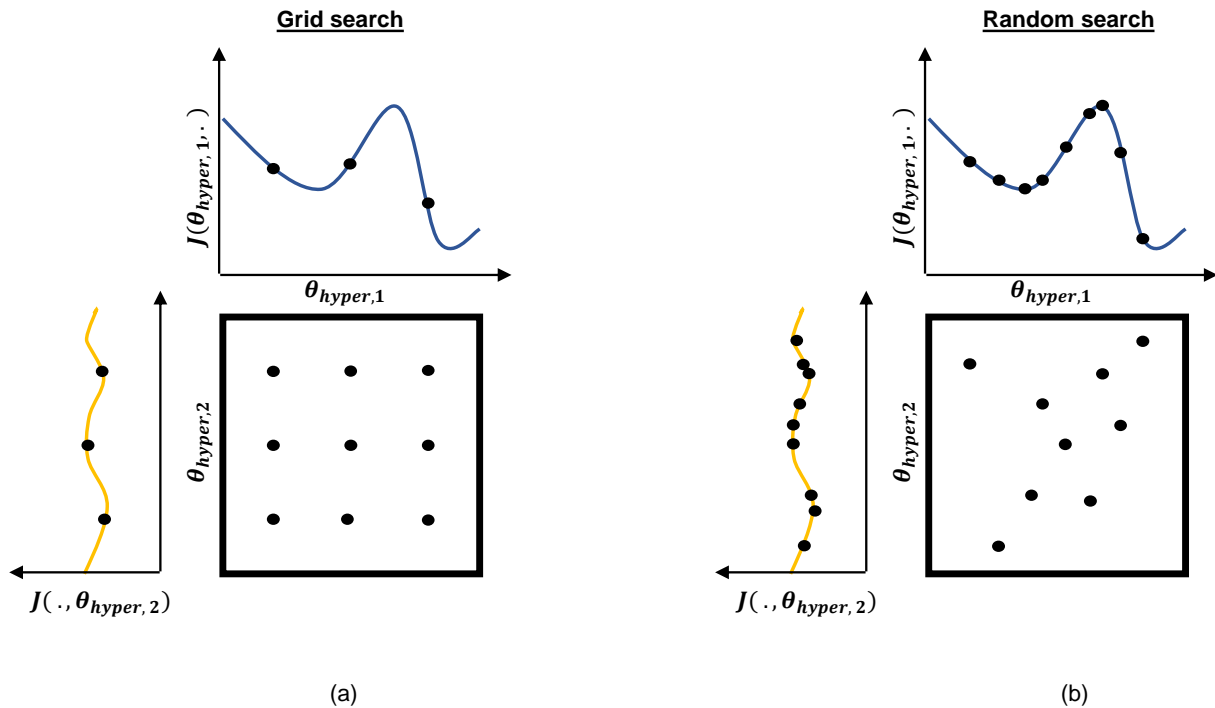 Grid search
J(θhyper, 1, . )
θhyper,1
θhyper,2
J( . , θhyper, 2)
(a)
Random search
J(θhyper, 1, . )
θhyper,1
θhyper,2
J( . , θhyper, 2)
(b)